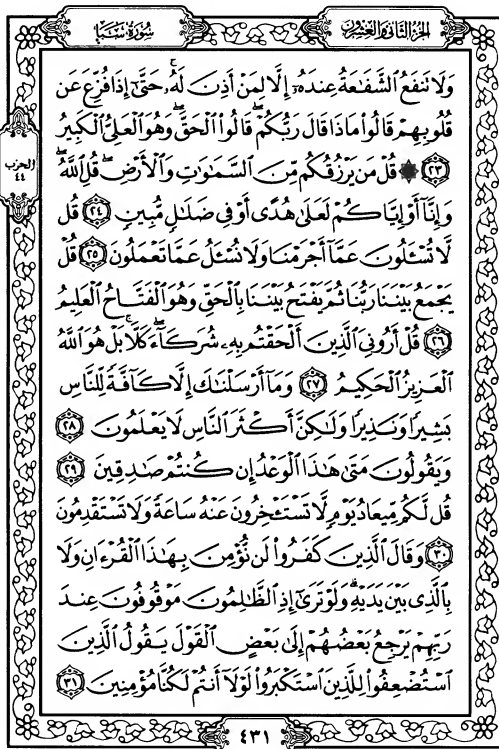 الجزء الثاني والعشرون
سورة سبأ
وَلَا تَنفَعُ ٱلشَّفَٰعَةُ عِندَهُۥٓ إِلَّا لِمَنۡ أَذِنَ لَهُۥۚ حَتَّىٰٓ إِذَا فُزِّعَ عَن
قُلُوبِهِمۡ قَالُواْ مَاذَا قَالَ رَبُّكُمۡۖ قَالُواْ ٱلۡحَقَّۖ وَهُوَ ٱلۡعَلِيُّ ٱلۡكَبِيرُ
٢٣ ۞ قُلۡ مَن يَرۡزُقُكُم مِّنَ ٱلسَّمَٰوَٰتِ وَٱلۡأَرۡضِۖ قُلِ ٱللَّهُۖ
وَإِنَّآ أَوۡ إِيَّاكُمۡ لَعَلَىٰ هُدًى أَوۡ فِي ضَلَٰلٖ مُّبِينٖ ٢٤ قُل
لَّا تُسۡـَٔلُونَ عَمَّآ أَجۡرَمۡنَا وَلَا نُسۡـَٔلُ عَمَّا تَعۡمَلُونَ ٢٥ قُلۡ
يَجۡمَعُ بَيۡنَنَا رَبُّنَا ثُمَّ يَفۡتَحُ بَيۡنَنَا بِٱلۡحَقِّ وَهُوَ ٱلۡفَتَّاحُ ٱلۡعَلِيمُ
٢٦ قُلۡ أَرُونِيَ ٱلَّذِينَ أَلۡحَقۡتُم بِهِۦ شُرَكَآءَۖ كَلَّاۚ بَلۡ هُوَ ٱللَّهُ
ٱلۡعَزِيزُ ٱلۡحَكِيمُ ٢٧ وَمَآ أَرۡسَلۡنَٰكَ إِلَّا كَآفَّةٗ لِّلنَّاسِ
بَشِيرٗا وَنَذِيرٗا وَلَٰكِنَّ أَكۡثَرَ ٱلنَّاسِ لَا يَعۡلَمُونَ ٢٨
وَيَقُولُونَ مَتَىٰ هَٰذَا ٱلۡوَعۡدُ إِن كُنتُمۡ صَٰدِقِينَ ٢٩
قُل لَّكُم مِّيعَادُ يَوۡمٖ لَّا تَسۡتَـٔۡخِرُونَ عَنۡهُ سَاعَةٗ وَلَا تَسۡتَقۡدِمُونَ
٣٠ وَقَالَ ٱلَّذِينَ كَفَرُواْ لَن نُّؤۡمِنَ بِهَٰذَا ٱلۡقُرۡءَانِ وَلَا
بِٱلَّذِي بَيۡنَ يَدَيۡهِۗ وَلَوۡ تَرَىٰٓ إِذِ ٱلظَّٰلِمُونَ مَوۡقُوفُونَ عِندَ
رَبِّهِمۡ يَرۡجِعُ بَعۡضُهُمۡ إِلَىٰ بَعۡضٍ ٱلۡقَوۡلَ يَقُولُ ٱلَّذِينَ
ٱسۡتُضۡعِفُواْ لِلَّذِينَ ٱسۡتَكۡبَرُواْ لَوۡلَآ أَنتُمۡ لَكُنَّا مُؤۡمِنِينَ ٣١
الحزب
٤٤
٤٣١